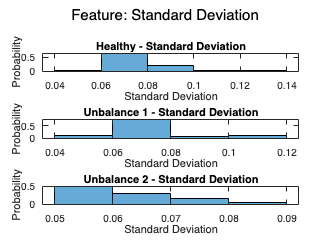 Feature: Standard Deviation
Healthy - Standard Deviation
Probability
0.5
0
0.04 0.06 0.08 0.1 0.12 0.14
Standard Deviation
Unbalance 1 - Standard Deviation
Probability
0.5
0
0.04 0.06 0.08 0.1 0.12
Standard Deviation
Unbalance 2 - Standard Deviation
Probability
0.5
0
0.05 0.06 0.07 0.08 0.09
Standard Deviation